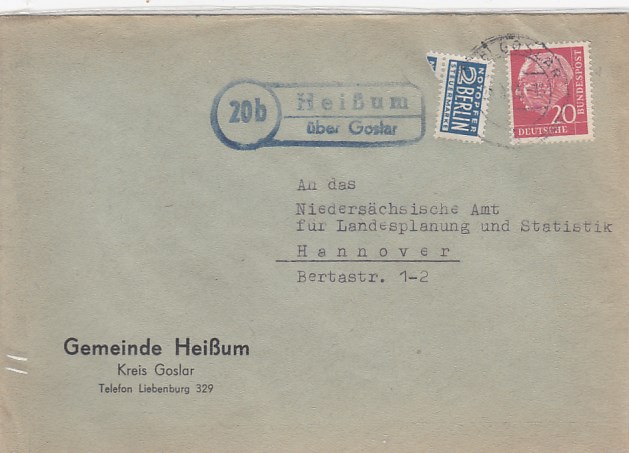 20b
Heißum
über Goslar
NOTOPFER
2 BERLIN
STEUERMARKE
GOSLAR
20
DEUTSCHE
BUNDESPOST
An das
Niedersächsische Amt
für Landesplanung und Statistik
Hannover
Bertastr. 1-2
Gemeinde Heißum
Kreis Goslar
Telefon Liebenburg 329